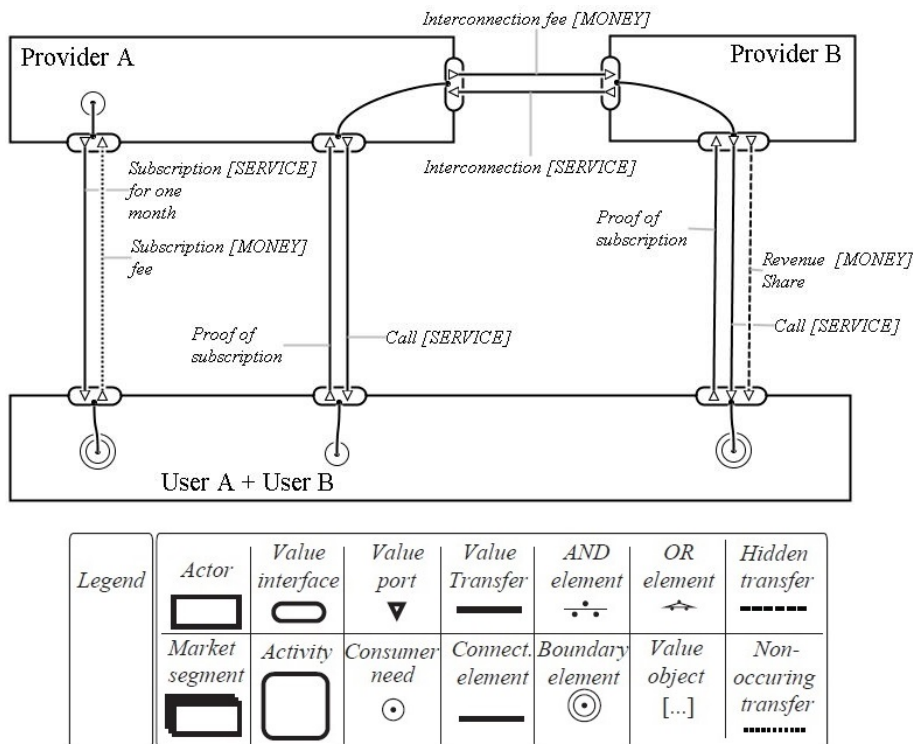 Interconnection fee [MONEY]
Provider A
Provider B
Subscription [SERVICE]
for one
month
Interconnection [SERVICE]
Subscription [MONEY]
fee
Proof of
subscription
Revenue [MONEY]
Share
Proof of
subscription
Call [SERVICE]
Call [SERVICE]
User A + User B
Legend
Actor
Value
interface
Value
port
Value
Transfer
AND
element
OR
element
Hidden
transfer
Market
segment
Activity
Consumer
need
Connect.
element
Boundary
element
Value
object
[...]
Non-
occuring
transfer